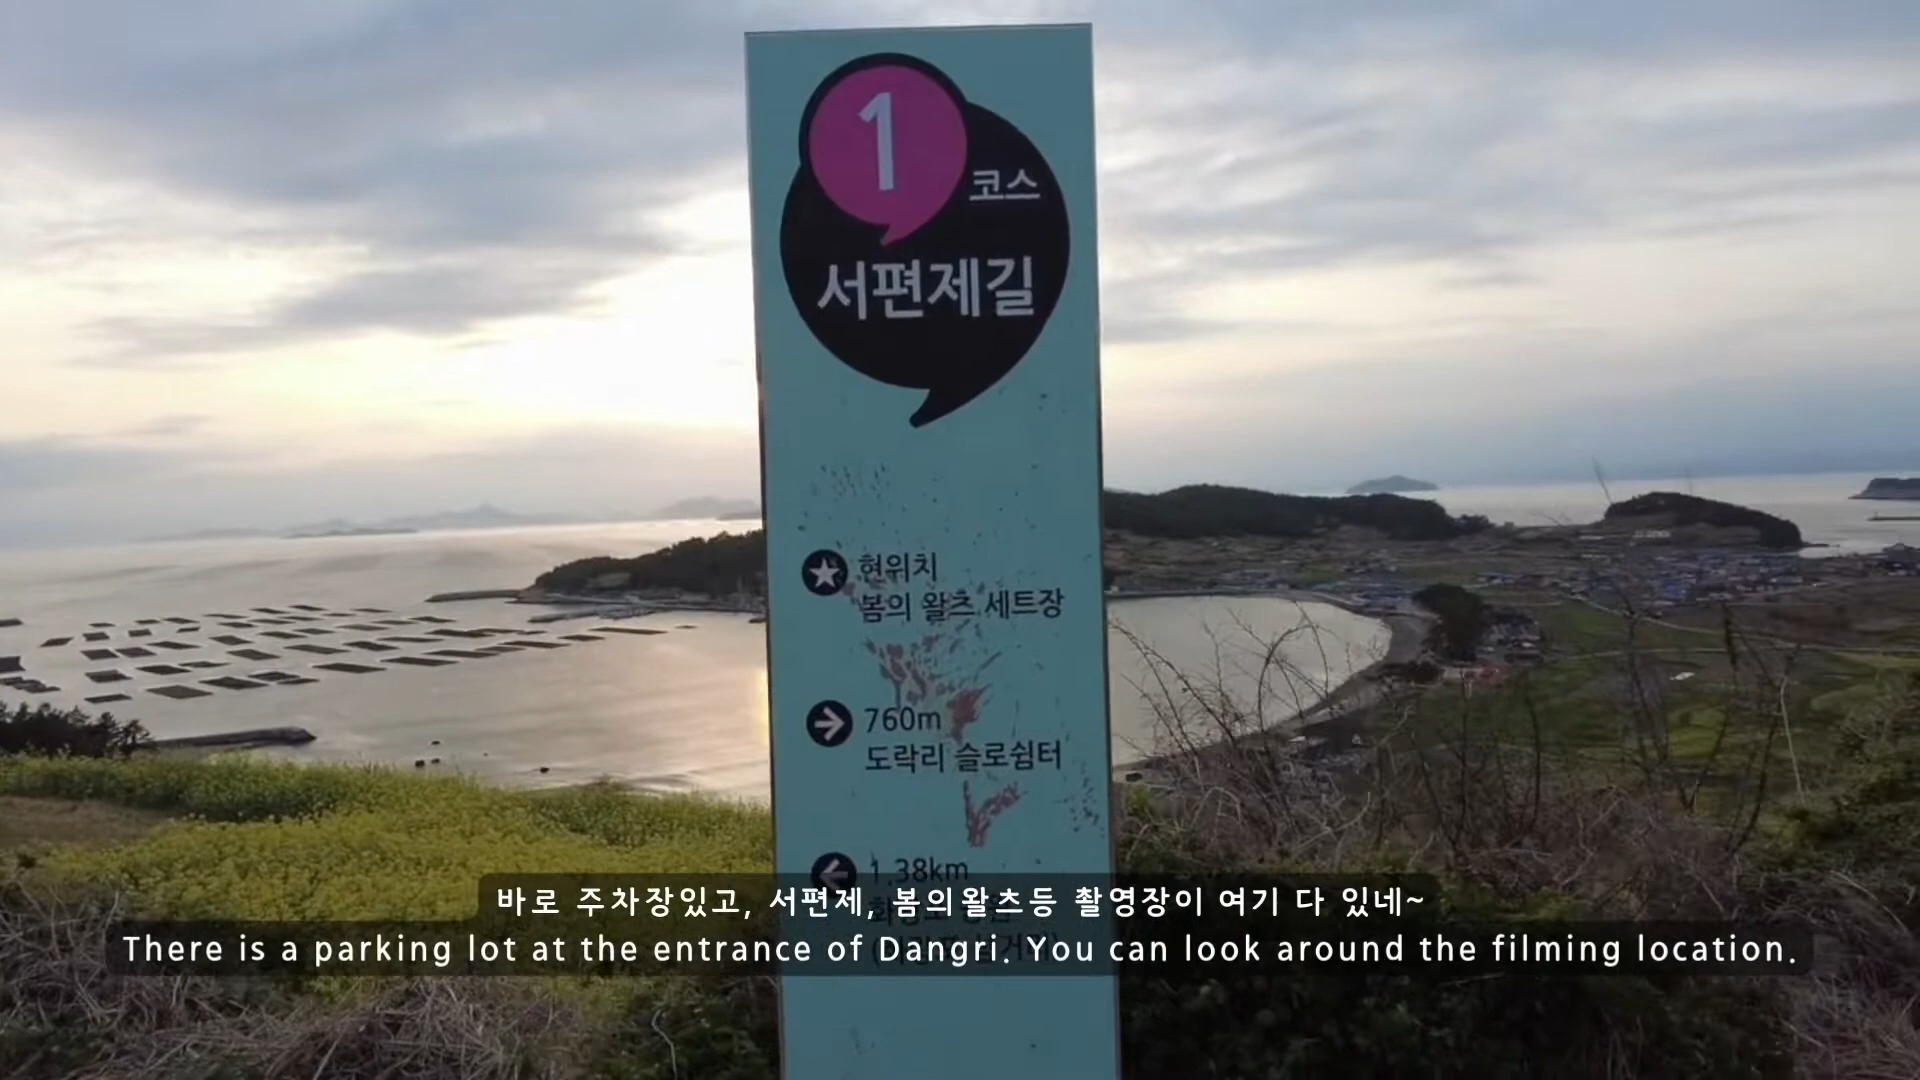 1
코스
서편제길
현위치
봄의 왈츠 세트장
760m
도락리 슬로쉼터
1.38km
바로 주차장있고, 서편제, 봄의왈츠등 촬영장이 여기 다 있네~
There is a parking lot at the entrance of Dangri. You can look around the filming location.